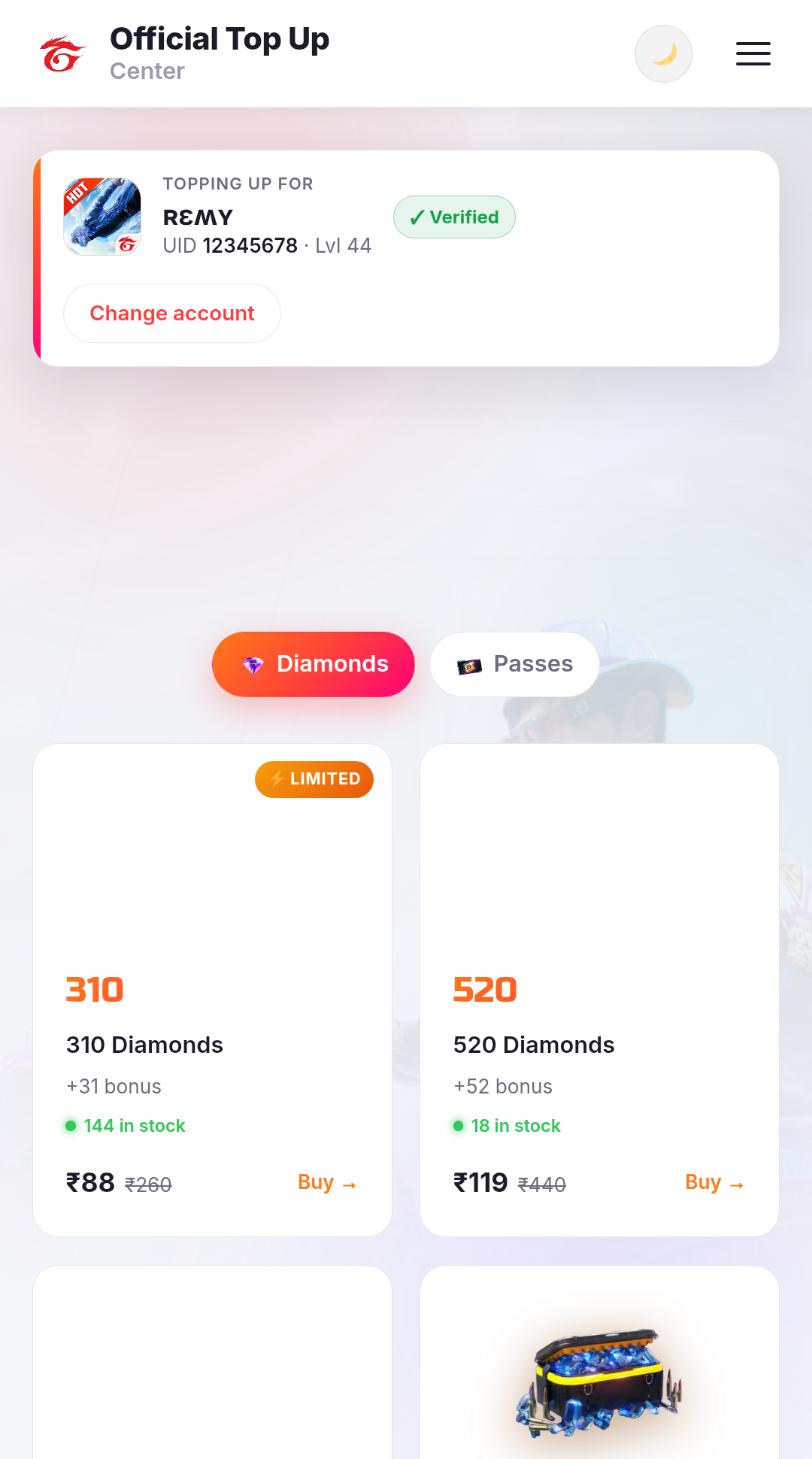 Official Top Up
Center
HOT
TOPPING UP FOR
ʀƐʍY
✓ Verified
UID 12345678 · Lvl 44
Change account
Diamonds
Passes
⚡ LIMITED
310
310 Diamonds
+31 bonus
144 in stock
₹88 ₹260
Buy →
520
520 Diamonds
+52 bonus
18 in stock
₹119 ₹440
Buy →